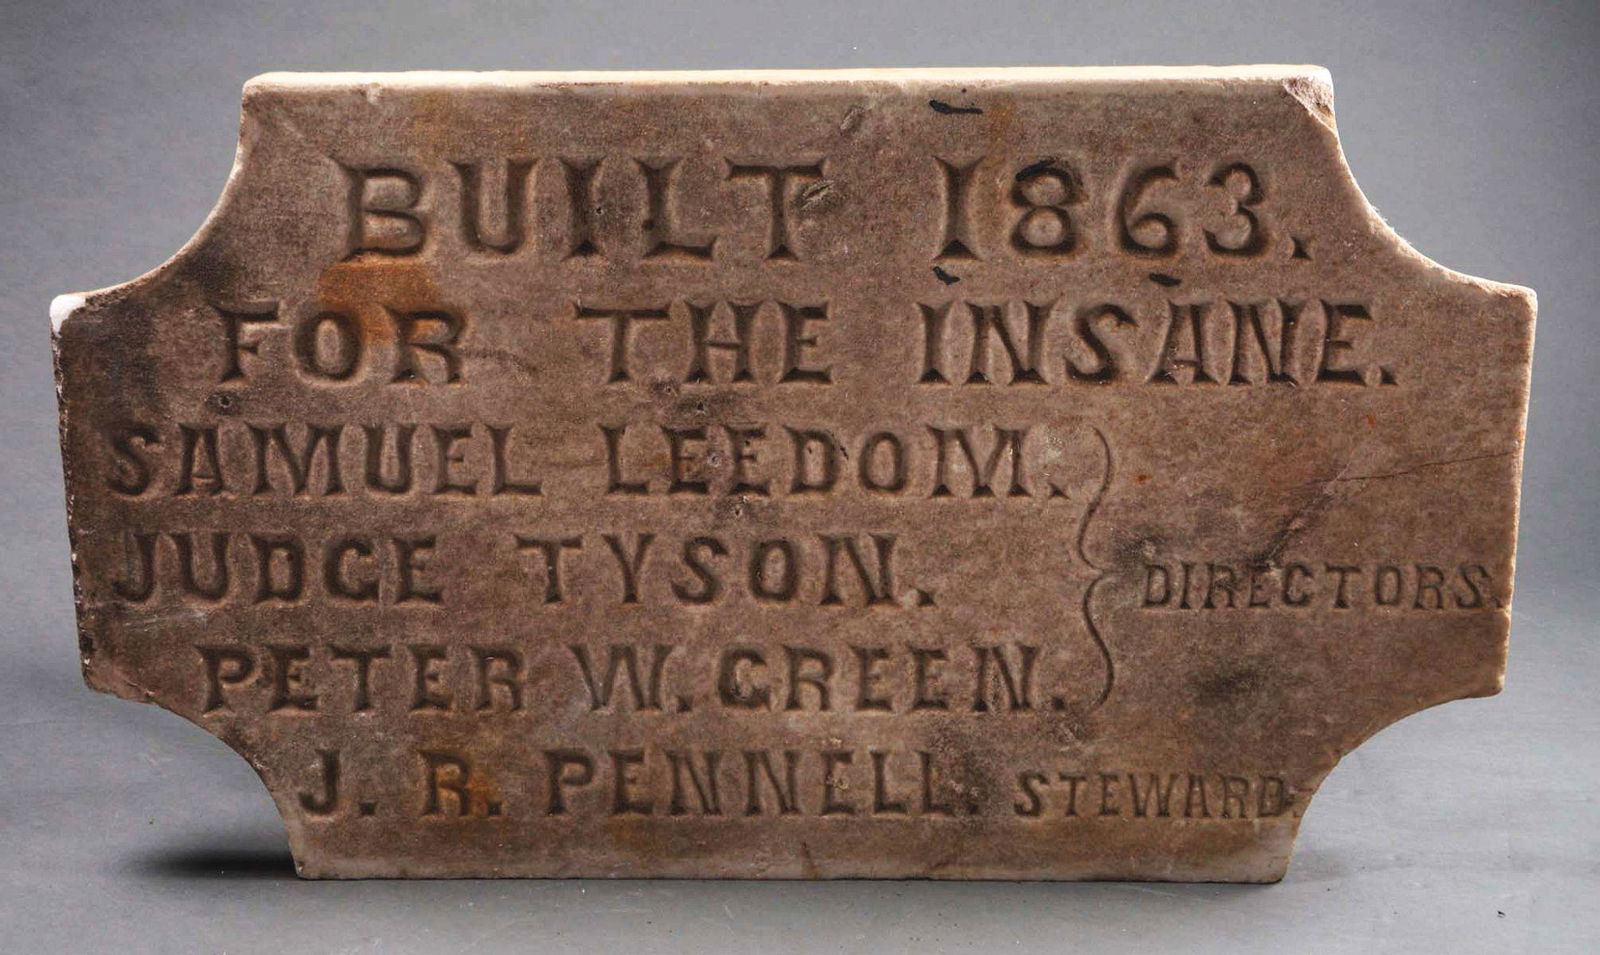 BUILT 1863.
FOR THE INSANE.
SAMUEL LEEDOM.
JUDGE TYSON.
DIRECTORS.
PETER W. GREEN.
J. R. PENNELL. STEWARD.